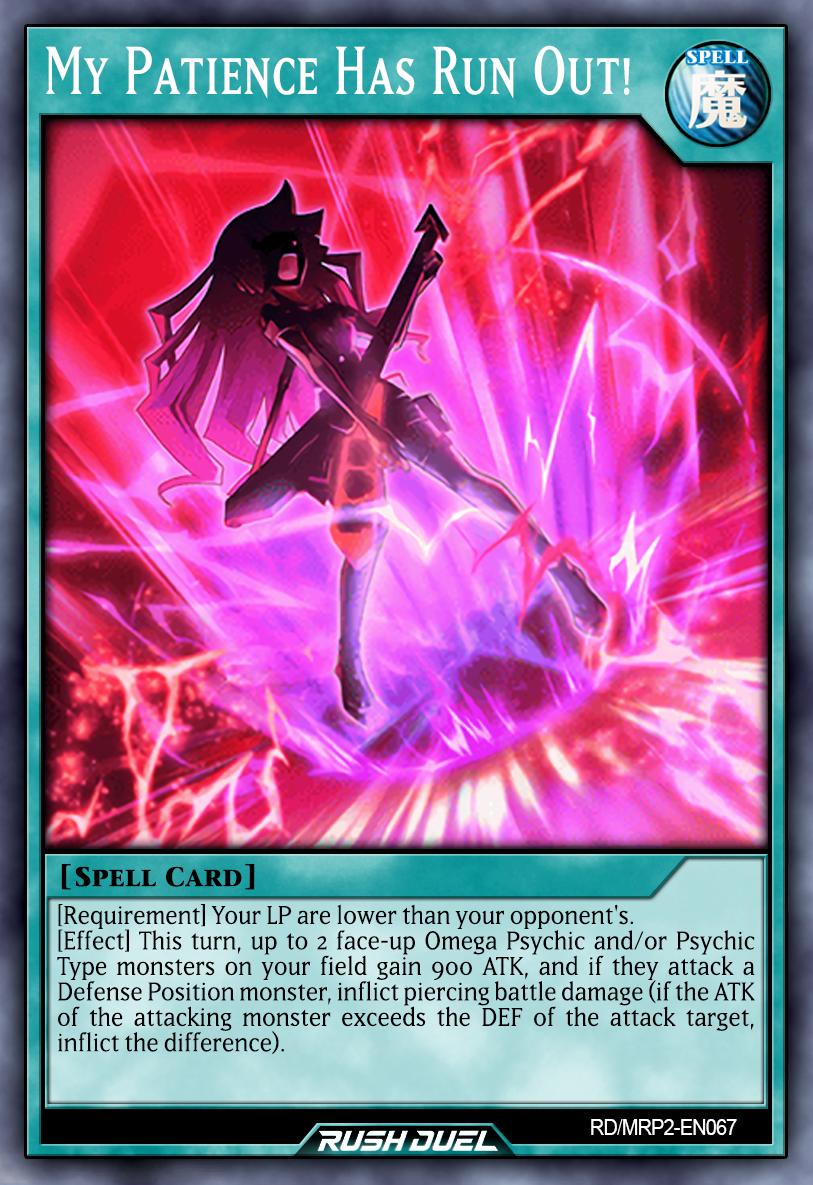 My Patience Has Run Out!
SPELL
魔
[Spell Card]
[Requirement] Your LP are lower than your opponent's.
[Effect] This turn, up to 2 face-up Omega Psychic and/or Psychic
Type monsters on your field gain 900 ATK, and if they attack a
Defense Position monster, inflict piercing battle damage (if the ATK
of the attacking monster exceeds the DEF of the attack target,
inflict the difference).
RUSH DUEL
RD/MRP2-EN067